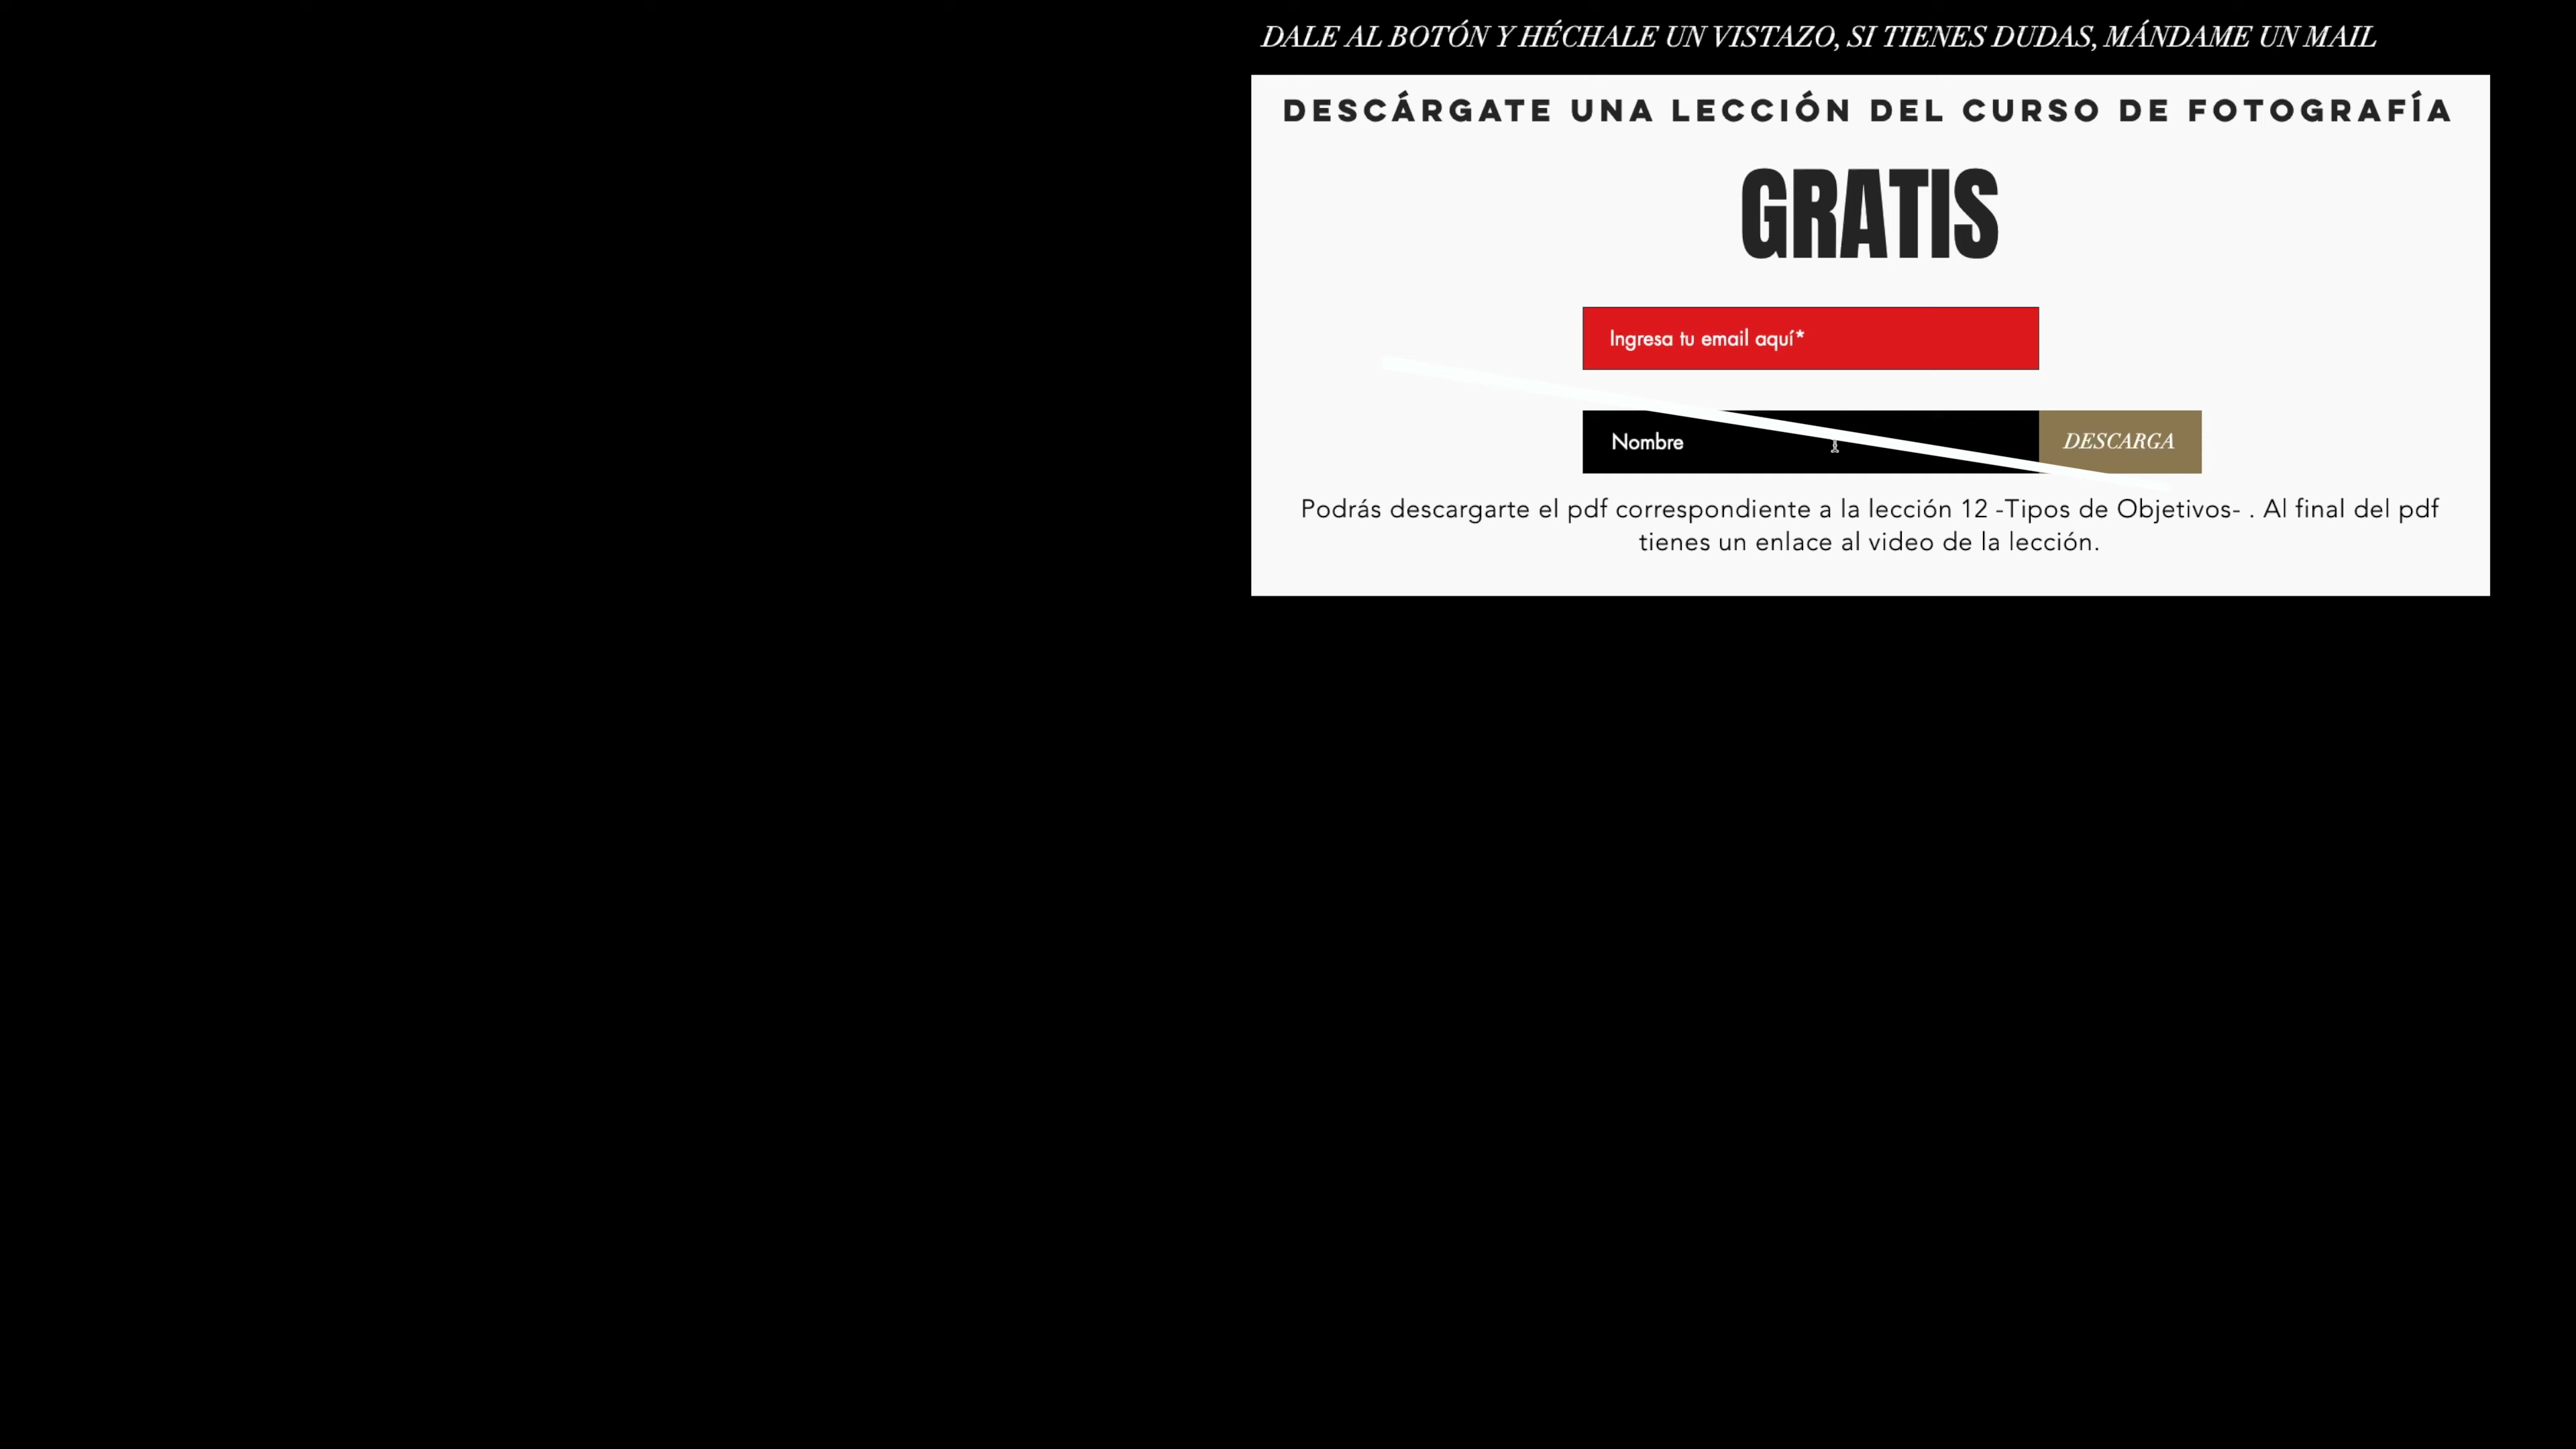 DALE AL BOTÓN Y HÉCHALE UN VISTAZO, SI TIENES DUDAS, MÁNDAME UN MAIL
DESCÁRGATE UNA LECCIÓN DEL CURSO DE FOTOGRAFÍA
GRATIS
Ingresa tu email aquí*
Nombre
DESCARGA
Podrás descargarte el pdf correspondiente a la lección 12 -Tipos de Objetivos- . Al final del pdf
tienes un enlace al video de la lección.